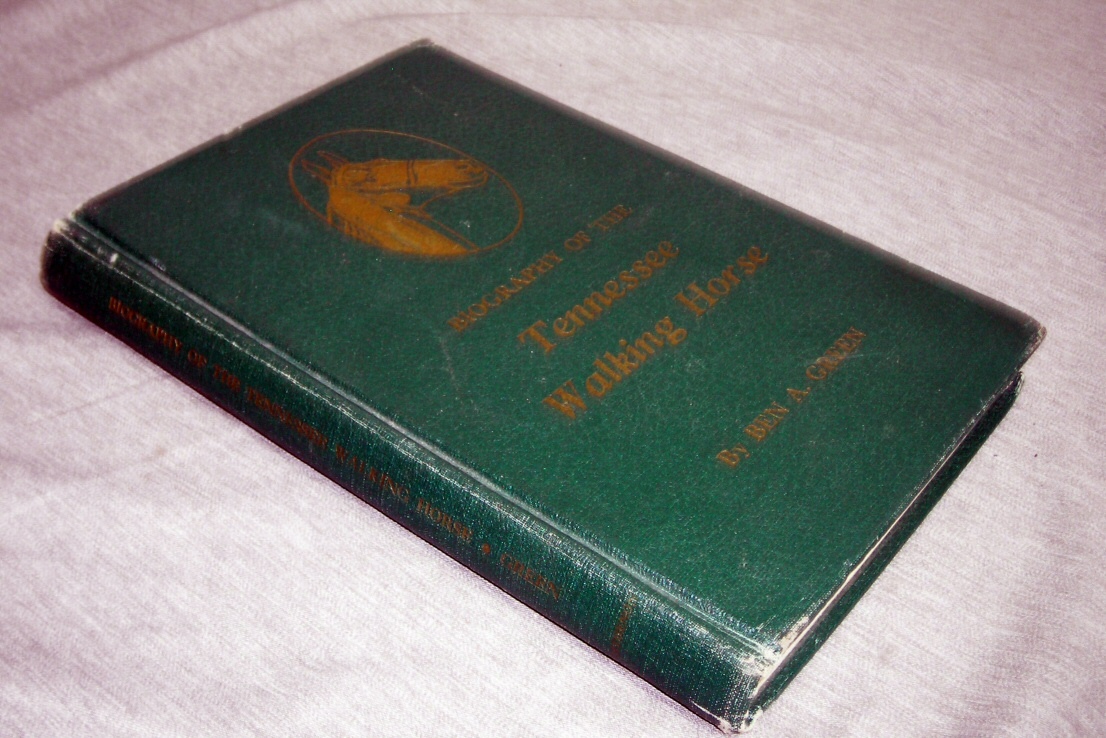 BIOGRAPHY OF THE
Tennessee
Walking Horse
By BEN A. GREEN
BIOGRAPHY OF THE TENNESSEE WALKING HORSE • GREEN